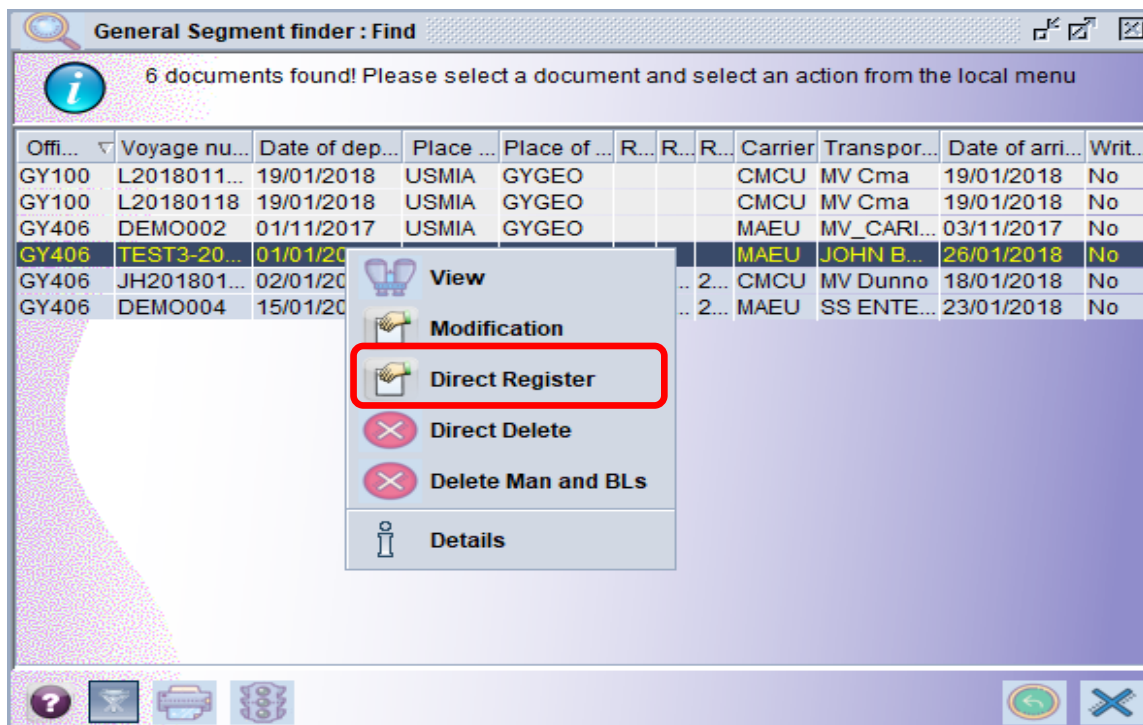 General Segment finder : Find
6 documents found! Please select a document and select an action from the local menu
Offi... Voyage nu... Date of dep... Place ... Place of ... R... R... R... Carrier Transpor... Date of arri... Writ...
GY100 L2018011... 19/01/2018 USMIA GYGEO CMCU MV Cma 19/01/2018 No
GY100 L20180118 19/01/2018 USMIA GYGEO CMCU MV Cma 19/01/2018 No
GY406 DEMO002 01/11/2017 USMIA GYGEO MAEU MV_CARI... 03/11/2017 No
GY406 TEST3-20... 01/01/20 MAEU JOHN B... 26/01/2018 No
GY406 JH201801... 02/01/20 .. 2... CMCU MV Dunno 18/01/2018 No
GY406 DEMO004 15/01/20 .. 2... MAEU SS ENTE... 23/01/2018 No
View
Modification
Direct Register
Direct Delete
Delete Man and BLs
Details